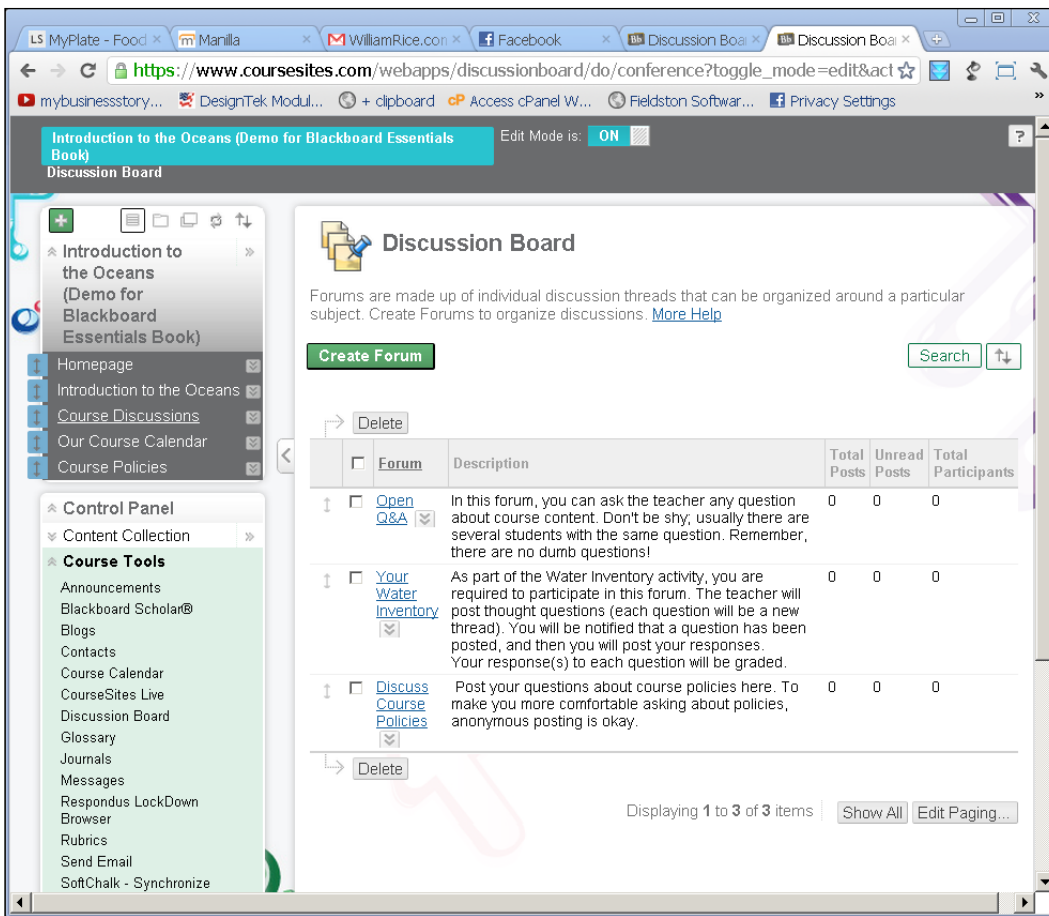 MyPlate - Food
Manilla
WilliamRice.con
Facebook
Discussion Boar
Discussion Boar
https://www.coursesites.com/webapps/discussionboard/do/conference?toggle_mode=edit&act
mybusinessstory...
DesignTek Modul...
+ clipboard
Access cPanel W...
Fieldston Softwar...
Privacy Settings
»
Introduction to the Oceans (Demo for Blackboard Essentials
Book)
Discussion Board
Edit Mode is: ON
?
Introduction to
the Oceans
(Demo for
Blackboard
Essentials Book)
Homepage
Introduction to the Oceans
Course Discussions
Our Course Calendar
Course Policies
Control Panel
Content Collection
Course Tools
Announcements
Blackboard Scholar®
Blogs
Contacts
Course Calendar
CourseSites Live
Discussion Board
Glossary
Journals
Messages
Respondus LockDown
Browser
Rubrics
Send Email
SoftChalk - Synchronize
Discussion Board
Forums are made up of individual discussion threads that can be organized around a particular
subject. Create Forums to organize discussions. More Help
Create Forum
Search
Delete
Forum
Description
Total
Posts
Unread
Posts
Total
Participants
Open
Q&A
In this forum, you can ask the teacher any question
about course content. Don't be shy; usually there are
several students with the same question. Remember,
there are no dumb questions!
0 0 0
Your
Water
Inventory
As part of the Water Inventory activity, you are
required to participate in this forum. The teacher will
post thought questions (each question will be a new
thread). You will be notified that a question has been
posted, and then you will post your responses.
Your response(s) to each question will be graded.
0 0 0
Discuss
Course
Policies
Post your questions about course policies here. To
make you more comfortable asking about policies,
anonymous posting is okay.
0 0 0
Delete
Displaying 1 to 3 of 3 items
Show All
Edit Paging...